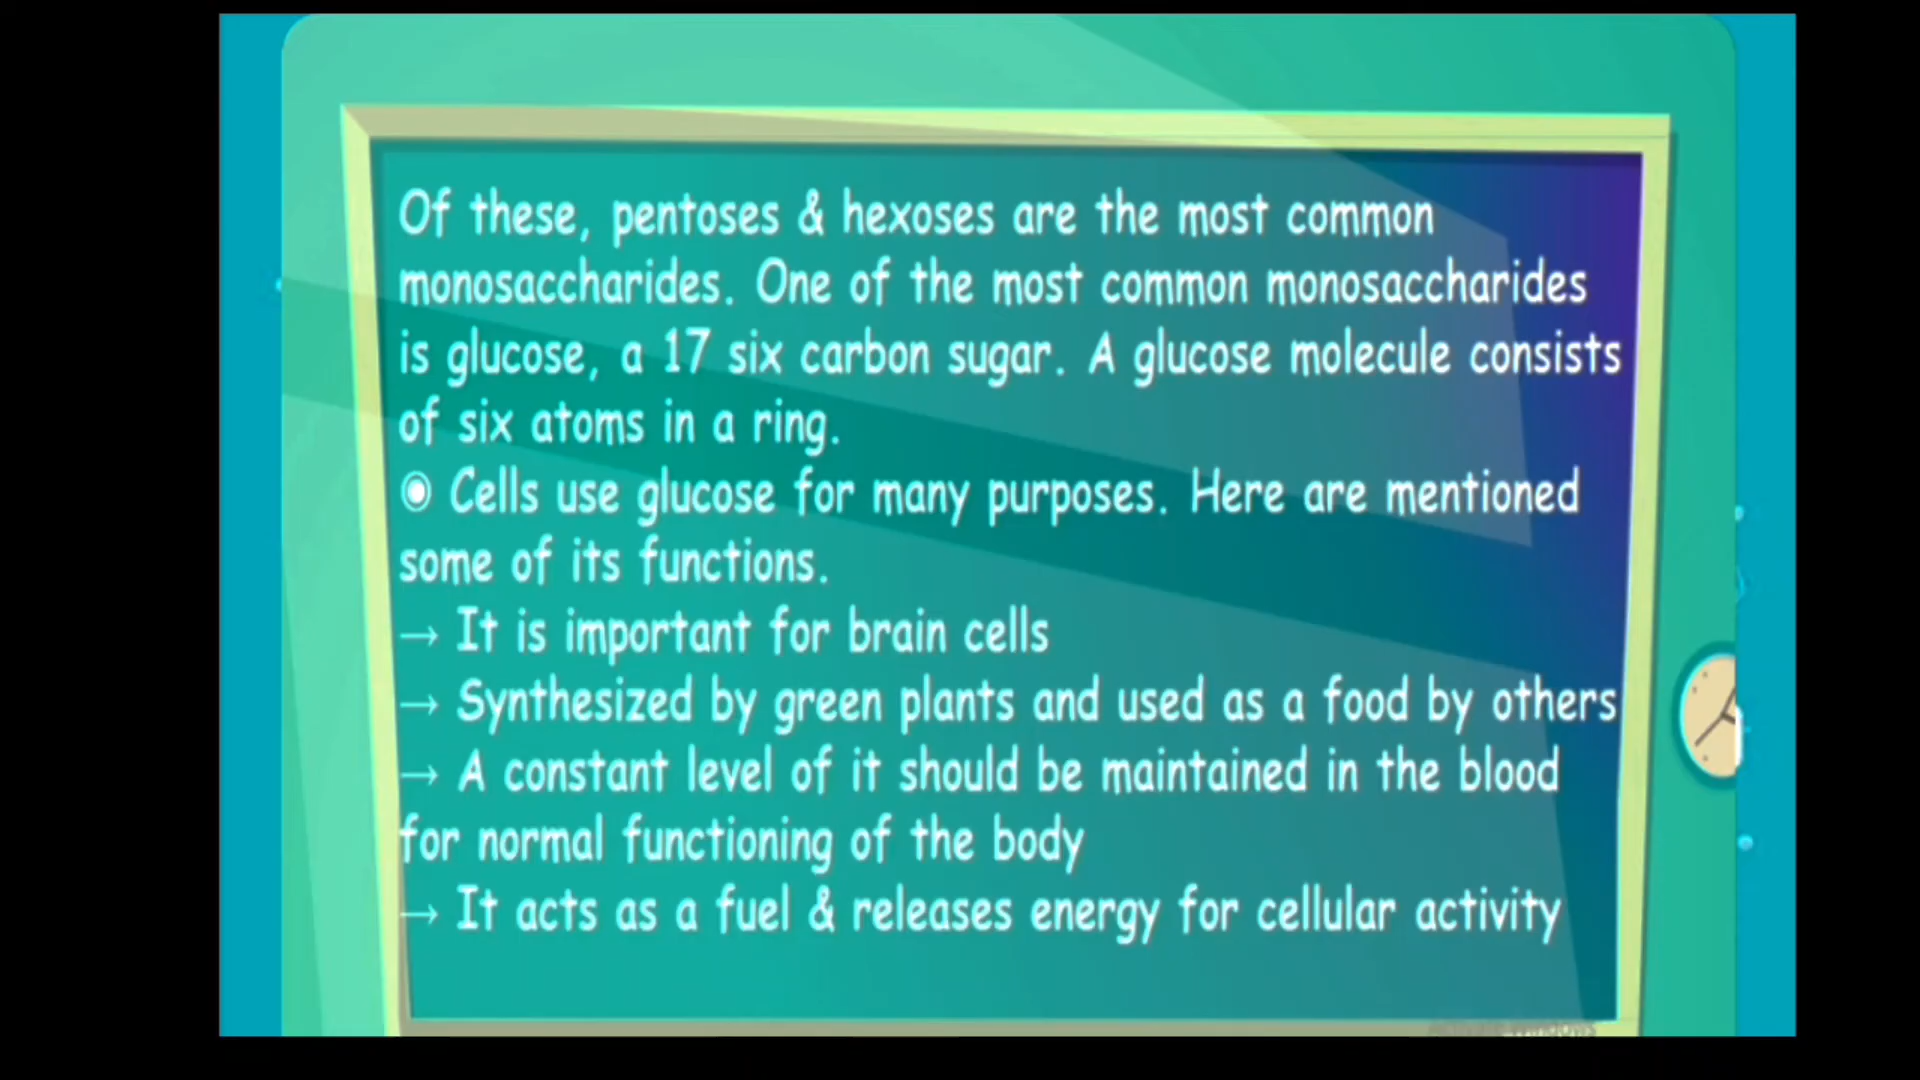 Of these, pentoses & hexoses are the most common
monosaccharides. One of the most common monosaccharides
is glucose, a 17 six carbon sugar. A glucose molecule consists
of six atoms in a ring.
◉ Cells use glucose for many purposes. Here are mentioned
some of its functions.
→ It is important for brain cells
→ Synthesized by green plants and used as a food by others
→ A constant level of it should be maintained in the blood
for normal functioning of the body
→ It acts as a fuel & releases energy for cellular activity